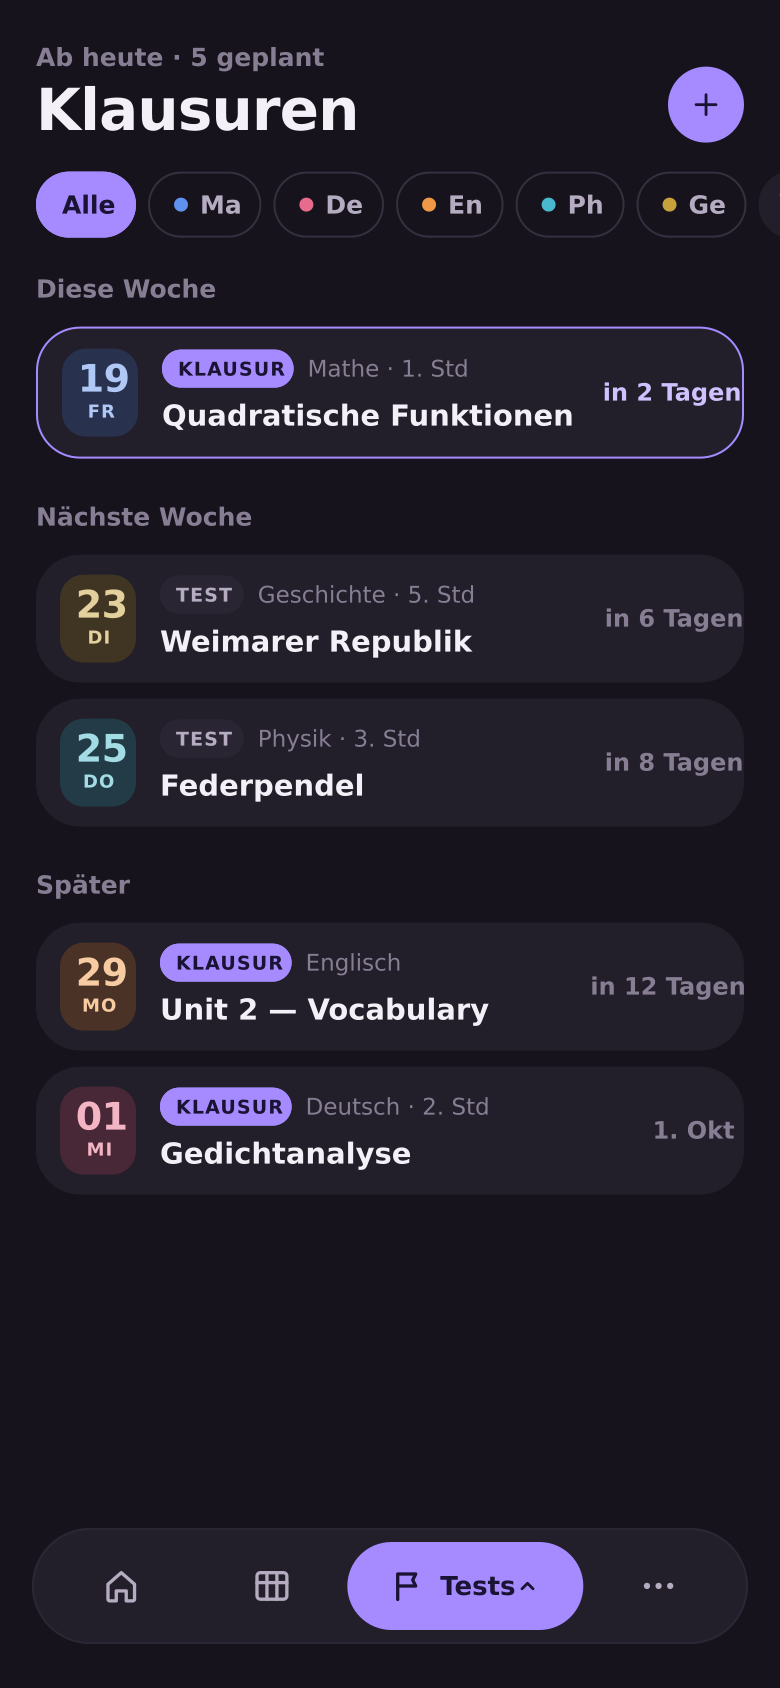 Ab heute · 5 geplant
Klausuren
Alle
Ma
De
En
Ph
Ge
Diese Woche
19
FR
KLAUSUR
Mathe · 1. Std
Quadratische Funktionen
in 2 Tagen
Nächste Woche
23
DI
TEST
Geschichte · 5. Std
Weimarer Republik
in 6 Tagen
25
DO
TEST
Physik · 3. Std
Federpendel
in 8 Tagen
Später
29
MO
KLAUSUR
Englisch
Unit 2 — Vocabulary
in 12 Tagen
01
MI
KLAUSUR
Deutsch · 2. Std
Gedichtanalyse
1. Okt
Tests